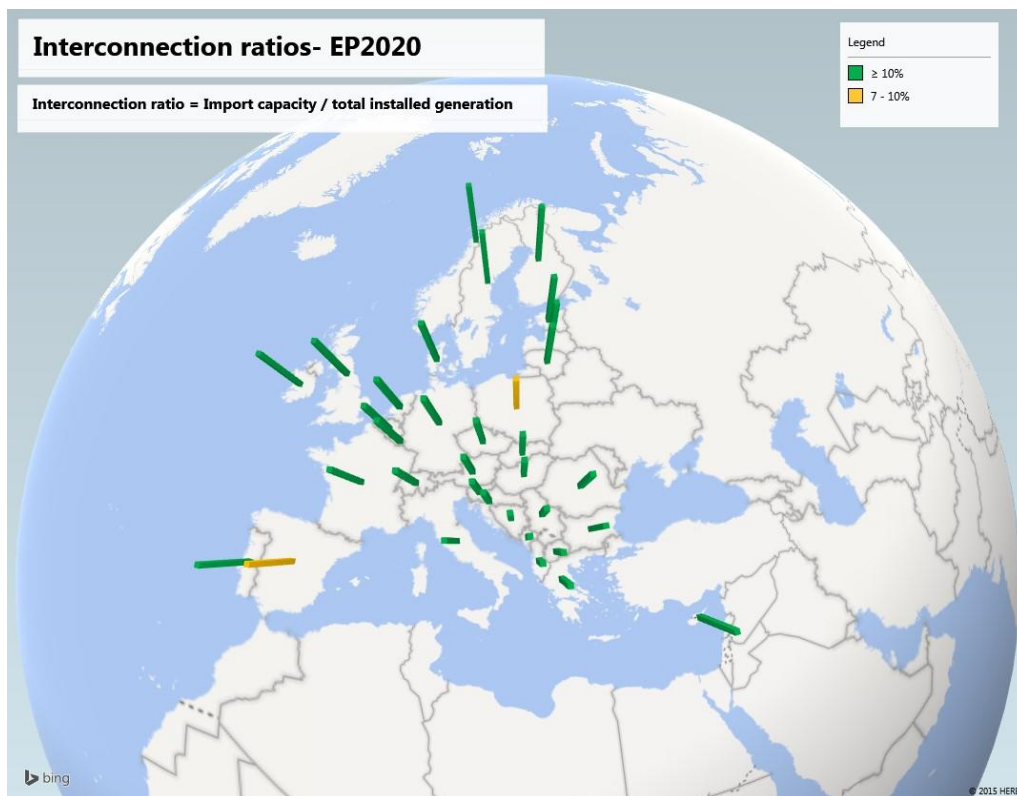 Interconnection ratios- EP2020
Interconnection ratio = Import capacity / total installed generation
Legend
≥ 10%
7 - 10%
bing
© 2015 HERE